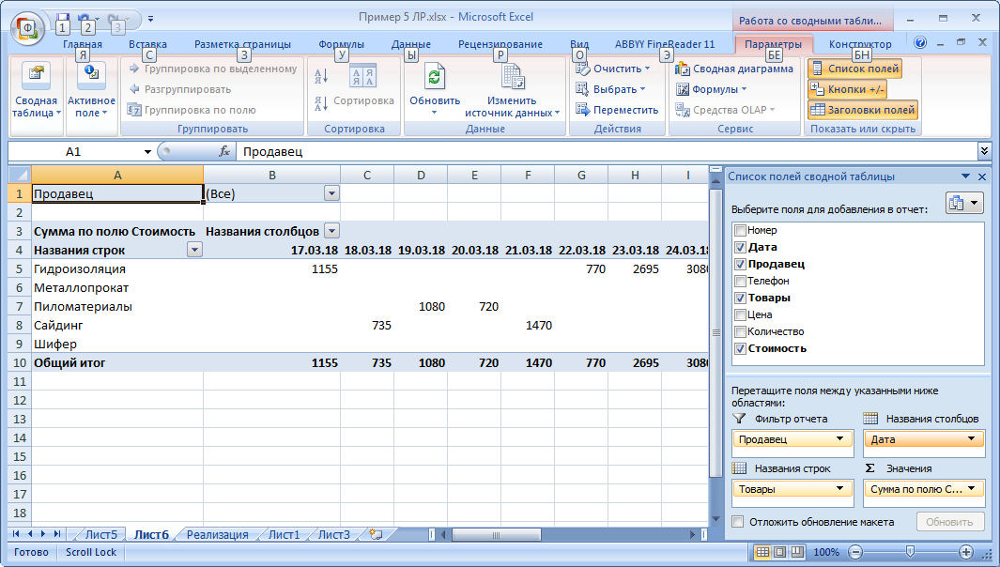 Пример 5 ЛР.xlsx - Microsoft Excel
Работа со сводными табли...
Ф 1 2 3
Главная Вставка Разметка страницы Формулы Данные Рецензирование Вид ABBYY FineReader 11 Параметры Конструктор
Я С З У Ы Р О Э БЕ БН
Сводная таблица
Активное поле
Группировка по выделенному
Разгруппировать
Группировка по полю
Группировать
Сортировка
Сортировка
Обновить
Изменить источник данных
Данные
Очистить
Выбрать
Переместить
Действия
Сводная диаграмма
Формулы
Средства OLAP
Сервис
Список полей
Кнопки +/-
Заголовки полей
Показать или скрыть
A1 fx Продавец
A B C D E F G H I
1 Продавец (Все)
2
3 Сумма по полю Стоимость Названия столбцов
4 Названия строк 17.03.18 18.03.18 19.03.18 20.03.18 21.03.18 22.03.18 23.03.18 24.03.1
5 Гидроизоляция 1155 770 2695 3080
6 Металлопрокат
7 Пиломатериалы 1080 720
8 Сайдинг 735 1470
9 Шифер
10 Общий итог 1155 735 1080 720 1470 770 2695 3080
11
12
13
14
15
16
17
18
Список полей сводной таблицы
Выберите поля для добавления в отчет:
Номер
Дата
Продавец
Телефон
Товары
Цена
Количество
Стоимость
Перетащите поля между указанными ниже
областями:
Фильтр отчета Названия столбцов
Продавец Дата
Названия строк Σ Значения
Товары Сумма по полю С...
Отложить обновление макета Обновить
Лист5 Лист6 Реализация Лист1 Лист3
Готово Scroll Lock 100%